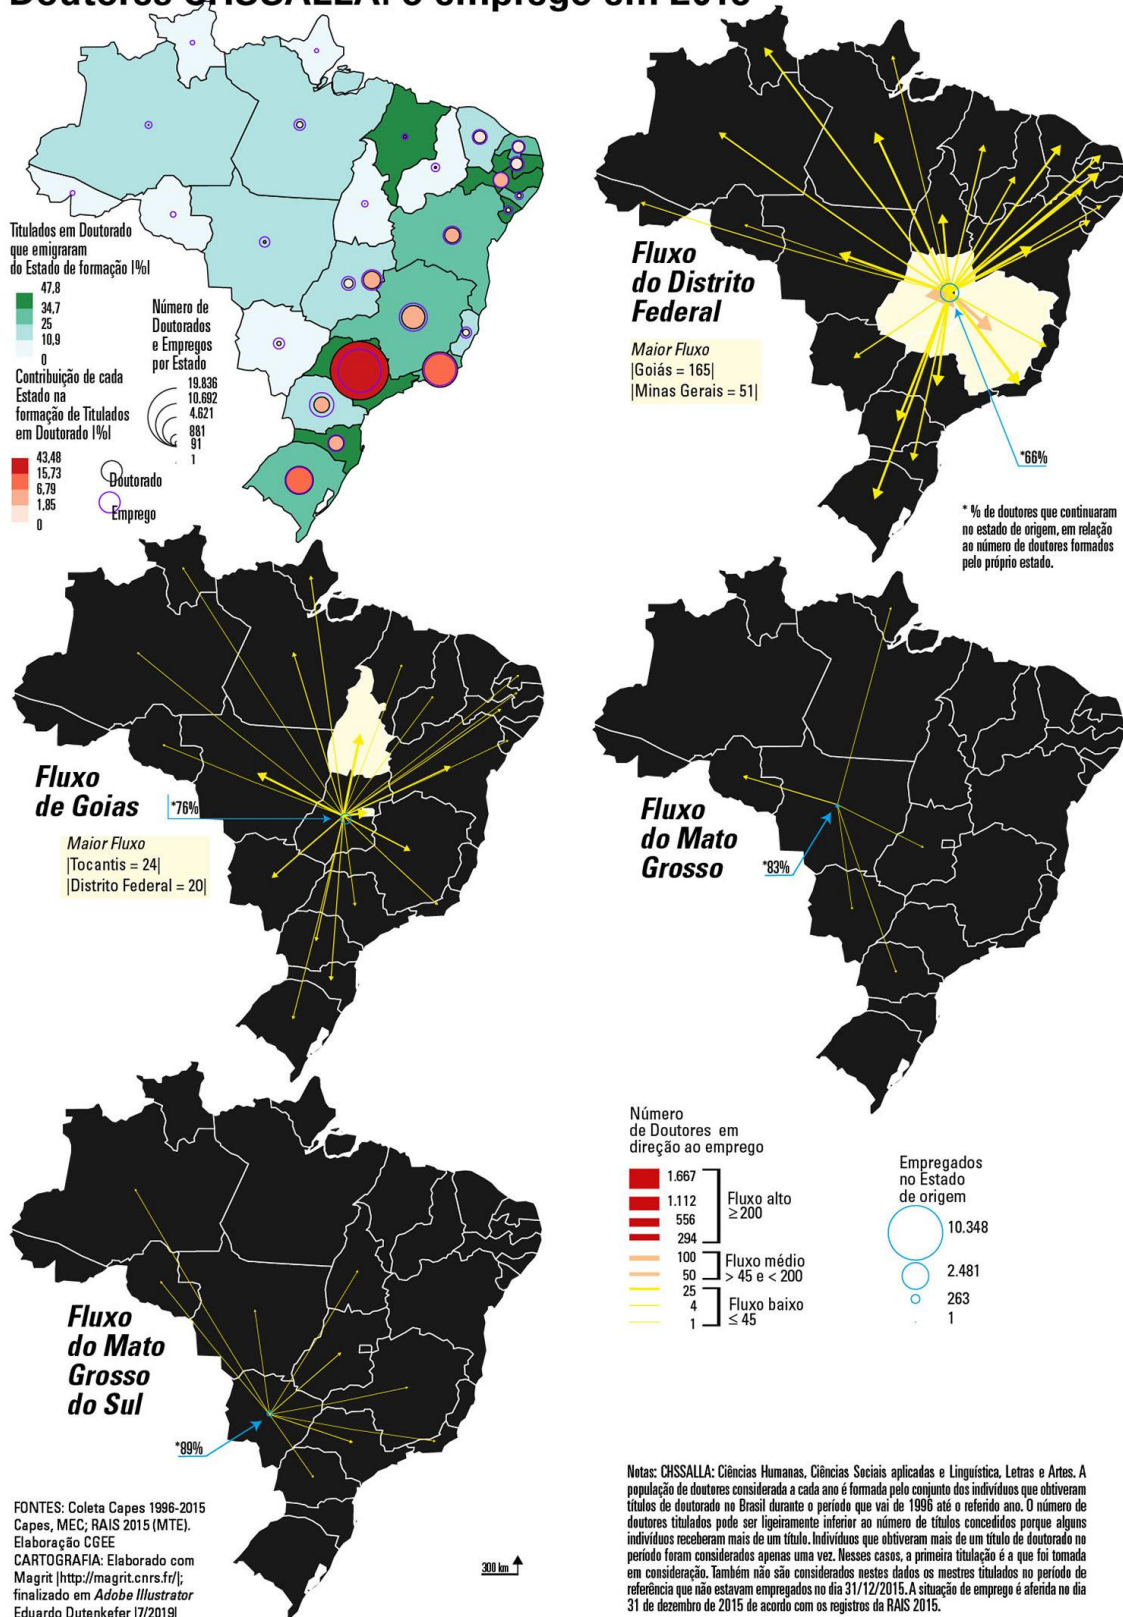 Doutores CHSSALLA: o emprego em 2015
Titulados em Doutorado
que emigraram
do Estado de formação |%|
47,8
34,7
25
10,9
0
Número de
Doutorados
e Empregos
por Estado
19.836
10.692
4.621
881
91
1
Contribuição de cada
Estado na
formação de Titulados
em Doutorado |%|
43,48
15,73
6,79
1,85
0
Doutorado
Emprego
Fluxo
do Distrito
Federal
Maior Fluxo
|Goiás = 165|
|Minas Gerais = 51|
*66%
* % de doutores que continuaram
no estado de origem, em relação
ao número de doutores formados
pelo próprio estado.
Fluxo
de Goias
*76%
Maior Fluxo
|Tocantis = 24|
|Distrito Federal = 20|
Fluxo
do Mato
Grosso
*83%
Fluxo
do Mato
Grosso
do Sul
*89%
Número
de Doutores em
direção ao emprego
1.667
1.112
556
294
Fluxo alto
≥200
100
50
Fluxo médio
> 45 e < 200
25
4
1
Fluxo baixo
≤ 45
Empregados
no Estado
de origem
10.348
2.481
263
1
FONTES: Coleta Capes 1996-2015
Capes, MEC; RAIS 2015 (MTE).
Elaboração CGEE
CARTOGRAFIA: Elaborado com
Magrit |http://magrit.cnrs.fr/|;
finalizado em Adobe Illustrator
Eduardo Dutenkefer |7/2019|
300 km
Notas: CHSSALLA: Ciências Humanas, Ciências Sociais aplicadas e Linguística, Letras e Artes. A
população de doutores considerada a cada ano é formada pelo conjunto dos indivíduos que obtiveram
títulos de doutorado no Brasil durante o período que vai de 1996 até o referido ano. O número de
doutores titulados pode ser ligeiramente inferior ao número de títulos concedidos porque alguns
indivíduos receberam mais de um título. Indivíduos que obtiveram mais de um título de doutorado no
período foram considerados apenas uma vez. Nesses casos, a primeira titulação é a que foi tomada
em consideração. Também não são considerados nestes dados os mestres titulados no período de
referência que não estavam empregados no dia 31/12/2015. A situação de emprego é aferida no dia
31 de dezembro de 2015 de acordo com os registros da RAIS 2015.